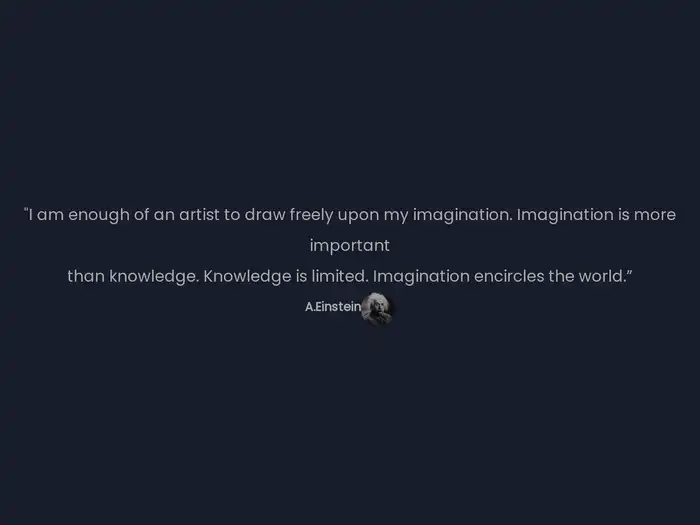 "I am enough of an artist to draw freely upon my imagination. Imagination is more
important
than knowledge. Knowledge is limited. Imagination encircles the world.”
A.Einstein